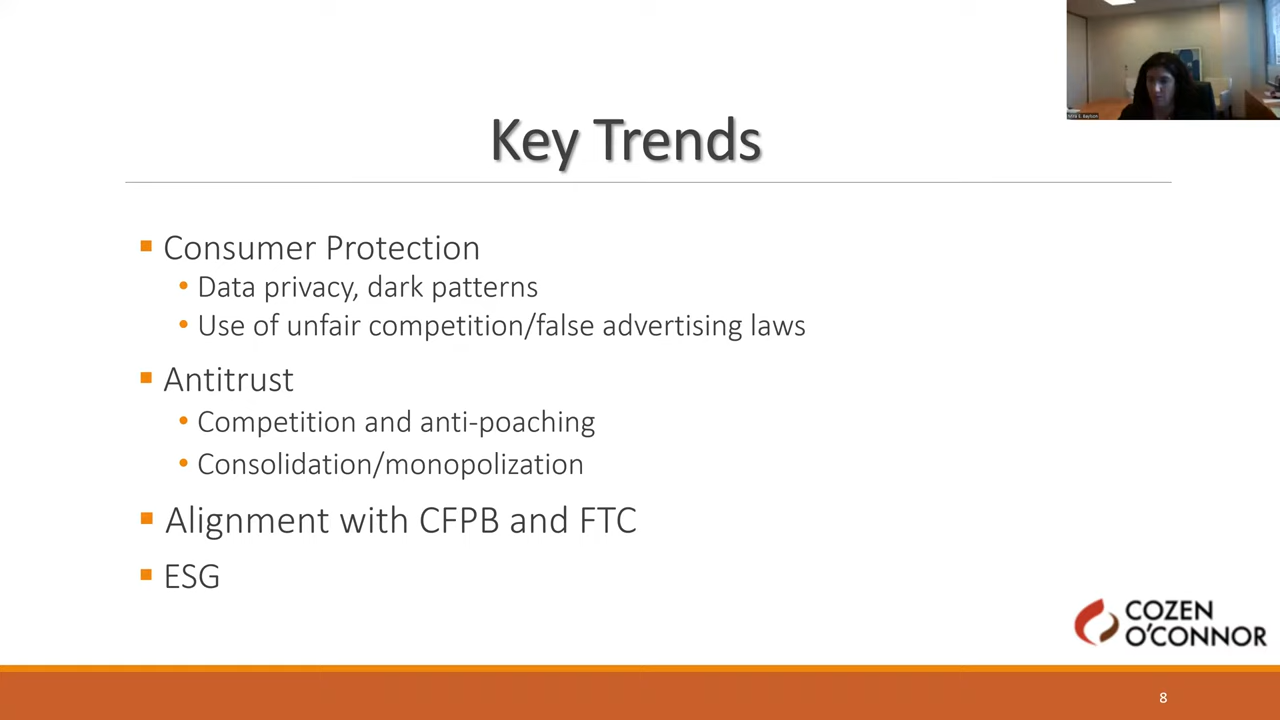 Key Trends
Consumer Protection
Data privacy, dark patterns
Use of unfair competition/false advertising laws
Antitrust
Competition and anti-poaching
Consolidation/monopolization
Alignment with CFPB and FTC
ESG
COZEN
O'CONNOR
8